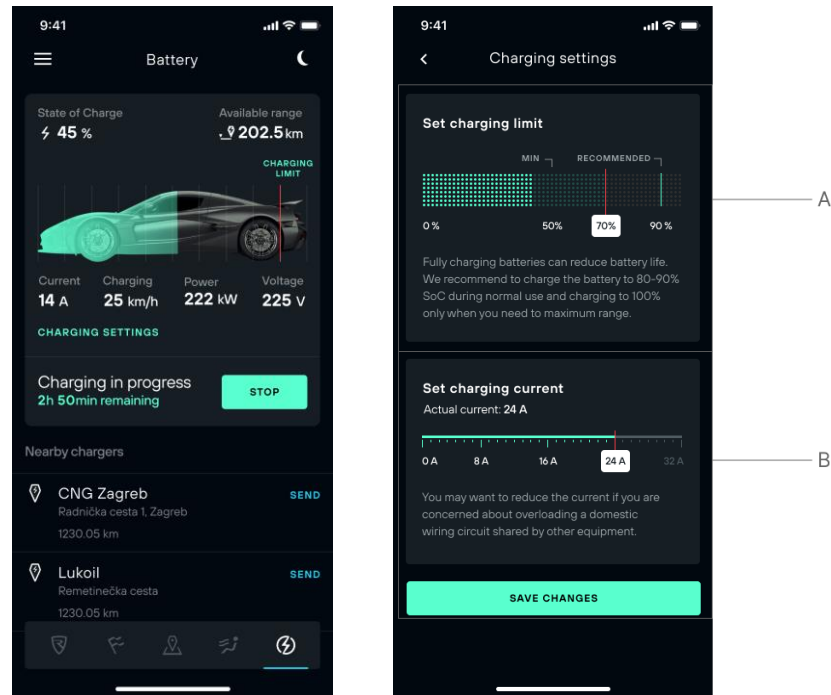 9:41
Battery
State of Charge
Available range
45 %
202.5 km
CHARGING
LIMIT
Current
Charging
Power
Voltage
14 A
25 km/h
222 kW
225 V
CHARGING SETTINGS
Charging in progress
2h 50min remaining
STOP
Nearby chargers
CNG Zagreb
SEND
Radnička cesta 1, Zagreb
1230.05 km
Lukoil
SEND
Remetinečka cesta
1230.05 km
9:41
Charging settings
Set charging limit
MIN
RECOMMENDED
0 %
50%
70%
90 %
Fully charging batteries can reduce battery life.
We recommend to charge the battery to 80-90%
SoC during normal use and charging to 100%
only when you need to maximum range.
A
Set charging current
Actual current: 24 A
0 A
8 A
16 A
24 A
32 A
You may want to reduce the current if you are
concerned about overloading a domestic
wiring circuit shared by other equipment.
B
SAVE CHANGES